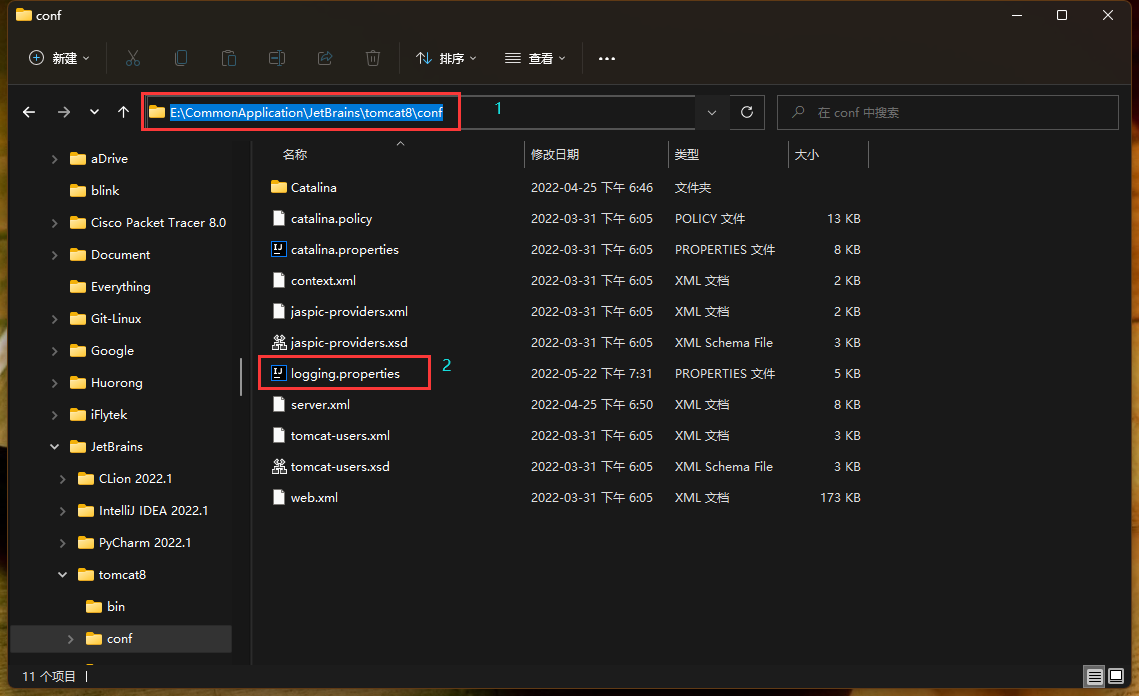 conf
新建
排序
查看
E:\CommonApplication\JetBrains\tomcat8\conf
1
在 conf 中搜索
aDrive
blink
Cisco Packet Tracer 8.0
Document
Everything
Git-Linux
Google
Huorong
iFlytek
JetBrains
CLion 2022.1
IntelliJ IDEA 2022.1
PyCharm 2022.1
tomcat8
bin
conf
名称 修改日期 类型 大小
Catalina 2022-04-25 下午 6:46 文件夹
catalina.policy 2022-03-31 下午 6:05 POLICY 文件 13 KB
catalina.properties 2022-03-31 下午 6:05 PROPERTIES 文件 8 KB
context.xml 2022-03-31 下午 6:05 XML 文档 2 KB
jaspic-providers.xml 2022-03-31 下午 6:05 XML 文档 2 KB
jaspic-providers.xsd 2022-03-31 下午 6:05 XML Schema File 3 KB
logging.properties 2 2022-05-22 下午 7:31 PROPERTIES 文件 5 KB
server.xml 2022-04-25 下午 6:50 XML 文档 8 KB
tomcat-users.xml 2022-03-31 下午 6:05 XML 文档 3 KB
tomcat-users.xsd 2022-03-31 下午 6:05 XML Schema File 3 KB
web.xml 2022-03-31 下午 6:05 XML 文档 173 KB
11 个项目